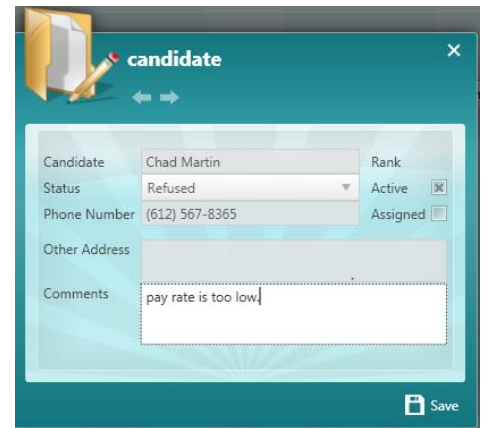 candidate
Candidate Chad Martin Rank
Status Refused Active
Phone Number (612) 567-8365 Assigned
Other Address
Comments pay rate is too low.
Save